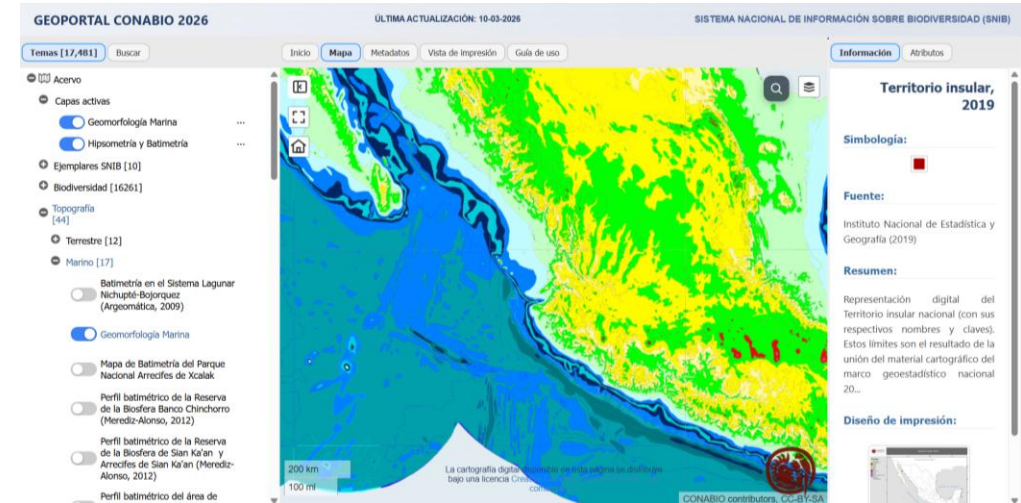 GEOPORTAL CONABIO 2026
ÚLTIMA ACTUALIZACIÓN: 10-03-2026
SISTEMA NACIONAL DE INFORMACIÓN SOBRE BIODIVERSIDAD (SNIB)
Temas [17,481]
Buscar
Inicio
Mapa
Metadatos
Vista de impresión
Guía de uso
Información
Atributos
Acervo
Capas activas
Geomorfología Marina
...
Hipsometría y Batimetría
...
Ejemplares SNIB [10]
Biodiversidad [16261]
Topografía
[44]
Terrestre [12]
Marino [17]
Batimetría en el Sistema Lagunar
Nichupté-Bojorquez
(Argeomática, 2009)
Geomorfología Marina
Mapa de Batimetría del Parque
Nacional Arrecifes de Xcalak
Perfil batimétrico de la Reserva
de la Biosfera Banco Chinchorro
(Merediz-Alonso, 2012)
Perfil batimétrico de la Reserva
de la Biosfera de Sian Ka'an y
Arrecifes de Sian Ka'an (Merediz-
Alonso, 2012)
Perfil batimétrico del área de
200 km
100 mi
La cartografía digital disponible en esta página se distribuye
bajo una licencia
CONABIO contributors, CC-BY-SA
Territorio insular,
2019
Simbología:
Fuente:
Instituto Nacional de Estadística y
Geografía (2019)
Resumen:
Representación digital del
Territorio insular nacional (con sus
respectivos nombres y claves).
Estos límites son el resultado de la
unión del material cartográfico del
marco geoestadístico nacional
20...
Diseño de impresión: